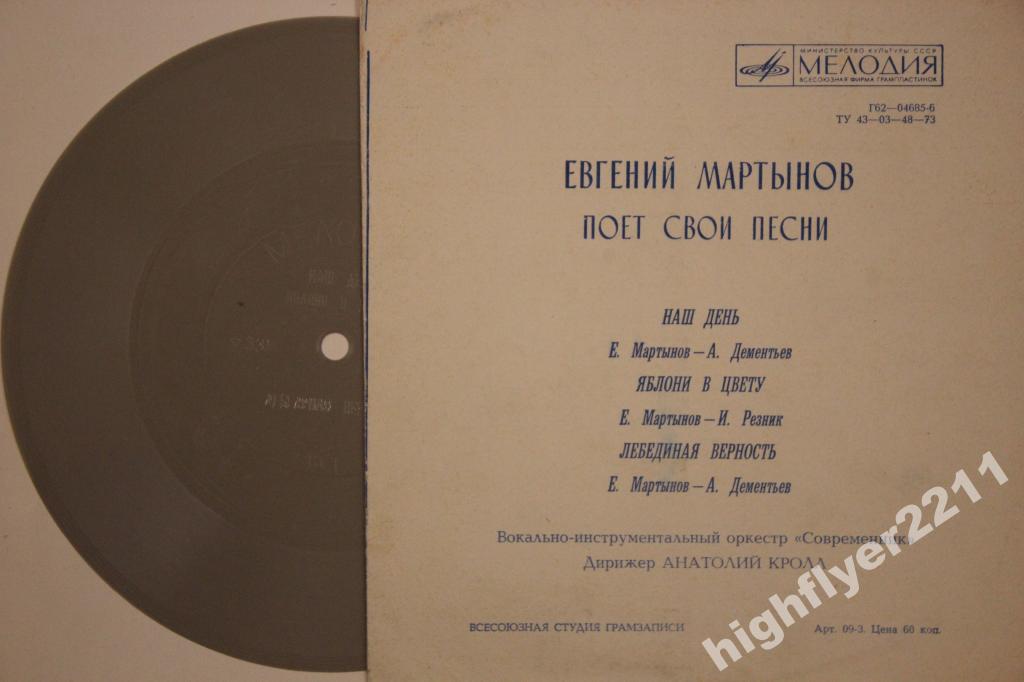 МИНИСТЕРСТВО КУЛЬТУРЫ СССР
МЕЛОДИЯ
ВСЕСОЮЗНАЯ ФИРМА ГРАМПЛАСТИНОК
Г62—04685-6
ТУ 43—03—48—73
ЕВГЕНИЙ МАРТЫНОВ
ПОЕТ СВОИ ПЕСНИ
НАШ ДЕНЬ
Е. Мартынов — А. Дементьев
ЯБЛОНИ В ЦВЕТУ
Е. Мартынов — И. Резник
ЛЕБЕДИНАЯ ВЕРНОСТЬ
Е. Мартынов — А. Дементьев
Вокально-инструментальный оркестр «Современник»
Дирижер АНАТОЛИЙ КРОЛЛ
ВСЕСОЮЗНАЯ СТУДИЯ ГРАМЗАПИСИ
Арт. 09-3. Цена 60 коп.
highflyer2211